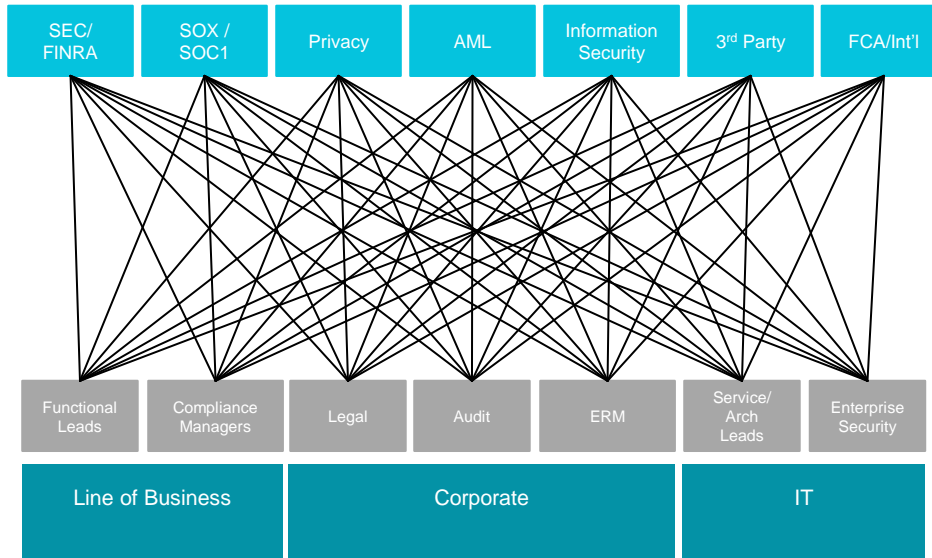 SEC/
FINRA
SOX /
SOC1
Privacy
AML
Information
Security
3rd Party
FCA/Int'l
Functional
Leads
Compliance
Managers
Legal
Audit
ERM
Service/
Arch
Leads
Enterprise
Security
Line of Business
Corporate
IT